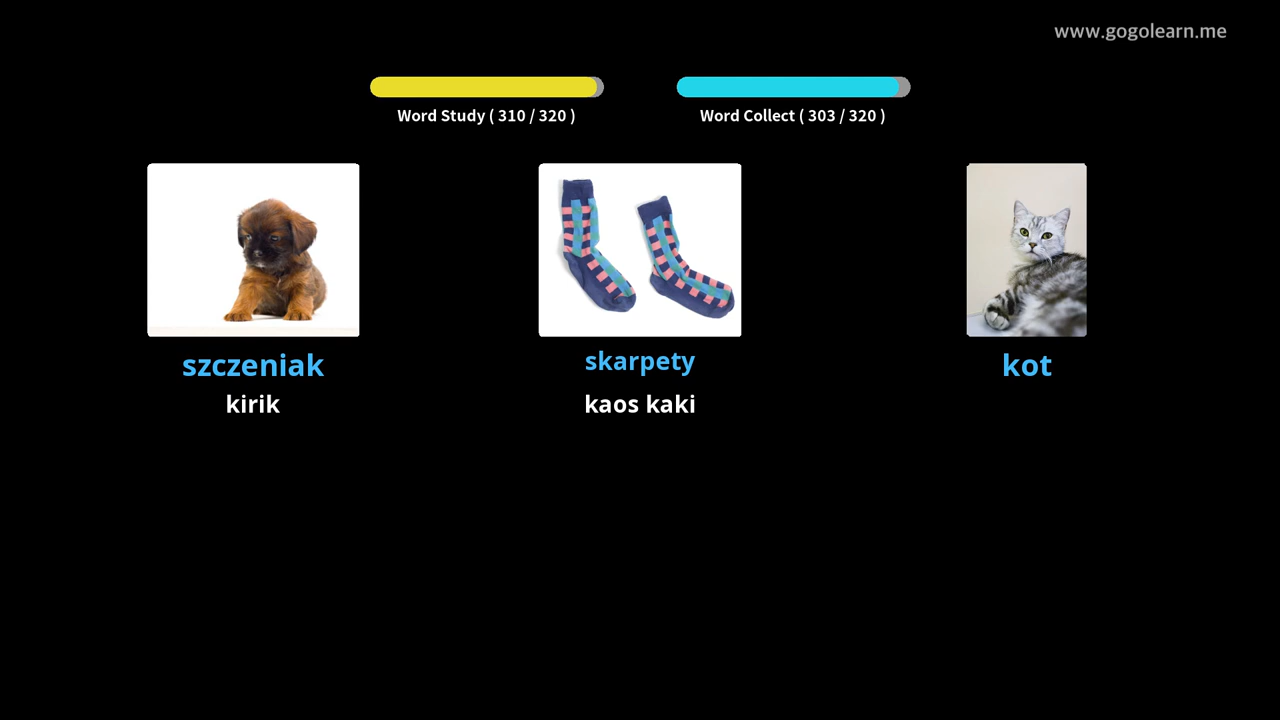 www.gogolearn.me
Word Study ( 310 / 320 )
Word Collect ( 303 / 320 )
szczeniak
kirik
skarpety
kaos kaki
kot